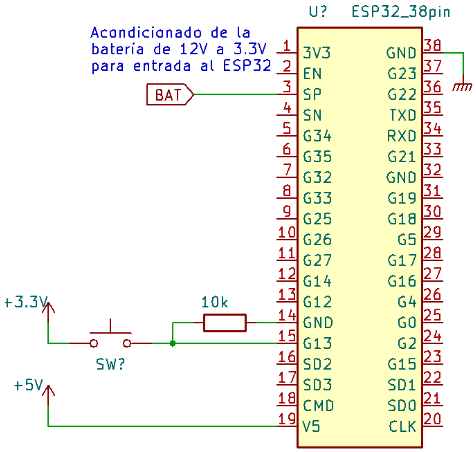 U? ESP32_38pin
Acondicionado de la
batería de 12V a 3.3V
para entrada al ESP32
BAT
1 3V3 GND 38
2 EN G23 37
3 SP G22 36
4 SN TXD 35
5 G34 RXD 34
6 G35 G21 33
7 G32 GND 32
8 G33 G19 31
9 G25 G18 30
10 G26 G5 29
11 G27 G17 28
12 G14 G16 27
13 G12 G4 26
14 GND G0 25
15 G13 G2 24
16 SD2 G15 23
17 SD3 SD1 22
18 CMD SD0 21
19 V5 CLK 20
+3.3V
10k
SW?
+5V